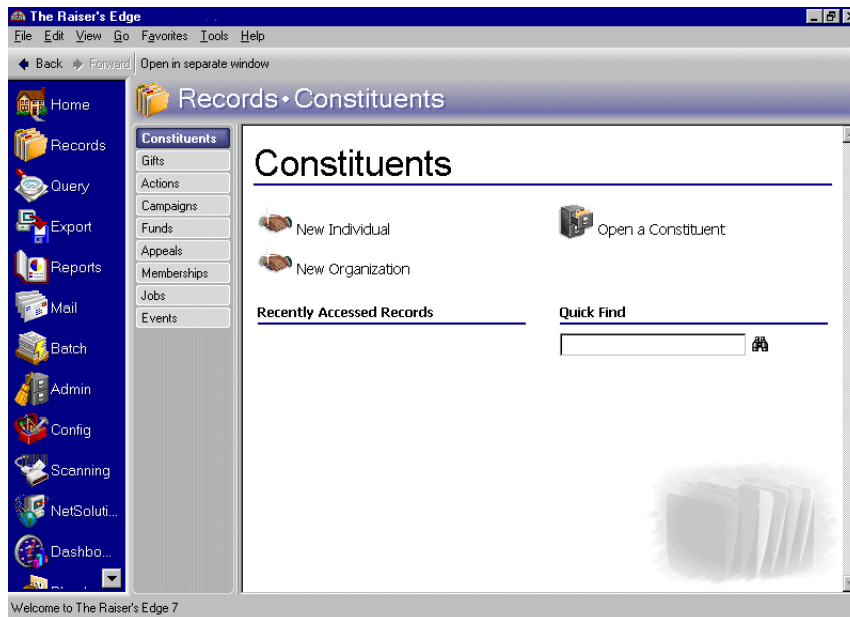 The Raiser's Edge
File Edit View Go Favorites Tools Help
Back Forward Open in separate window
Records • Constituents
Home
Records
Query
Export
Reports
Mail
Batch
Admin
Config
Scanning
NetSoluti...
Dashbo...
Constituents
Gifts
Actions
Campaigns
Funds
Appeals
Memberships
Jobs
Events
Constituents
New Individual
Open a Constituent
New Organization
Recently Accessed Records
Quick Find
Welcome to The Raiser's Edge 7